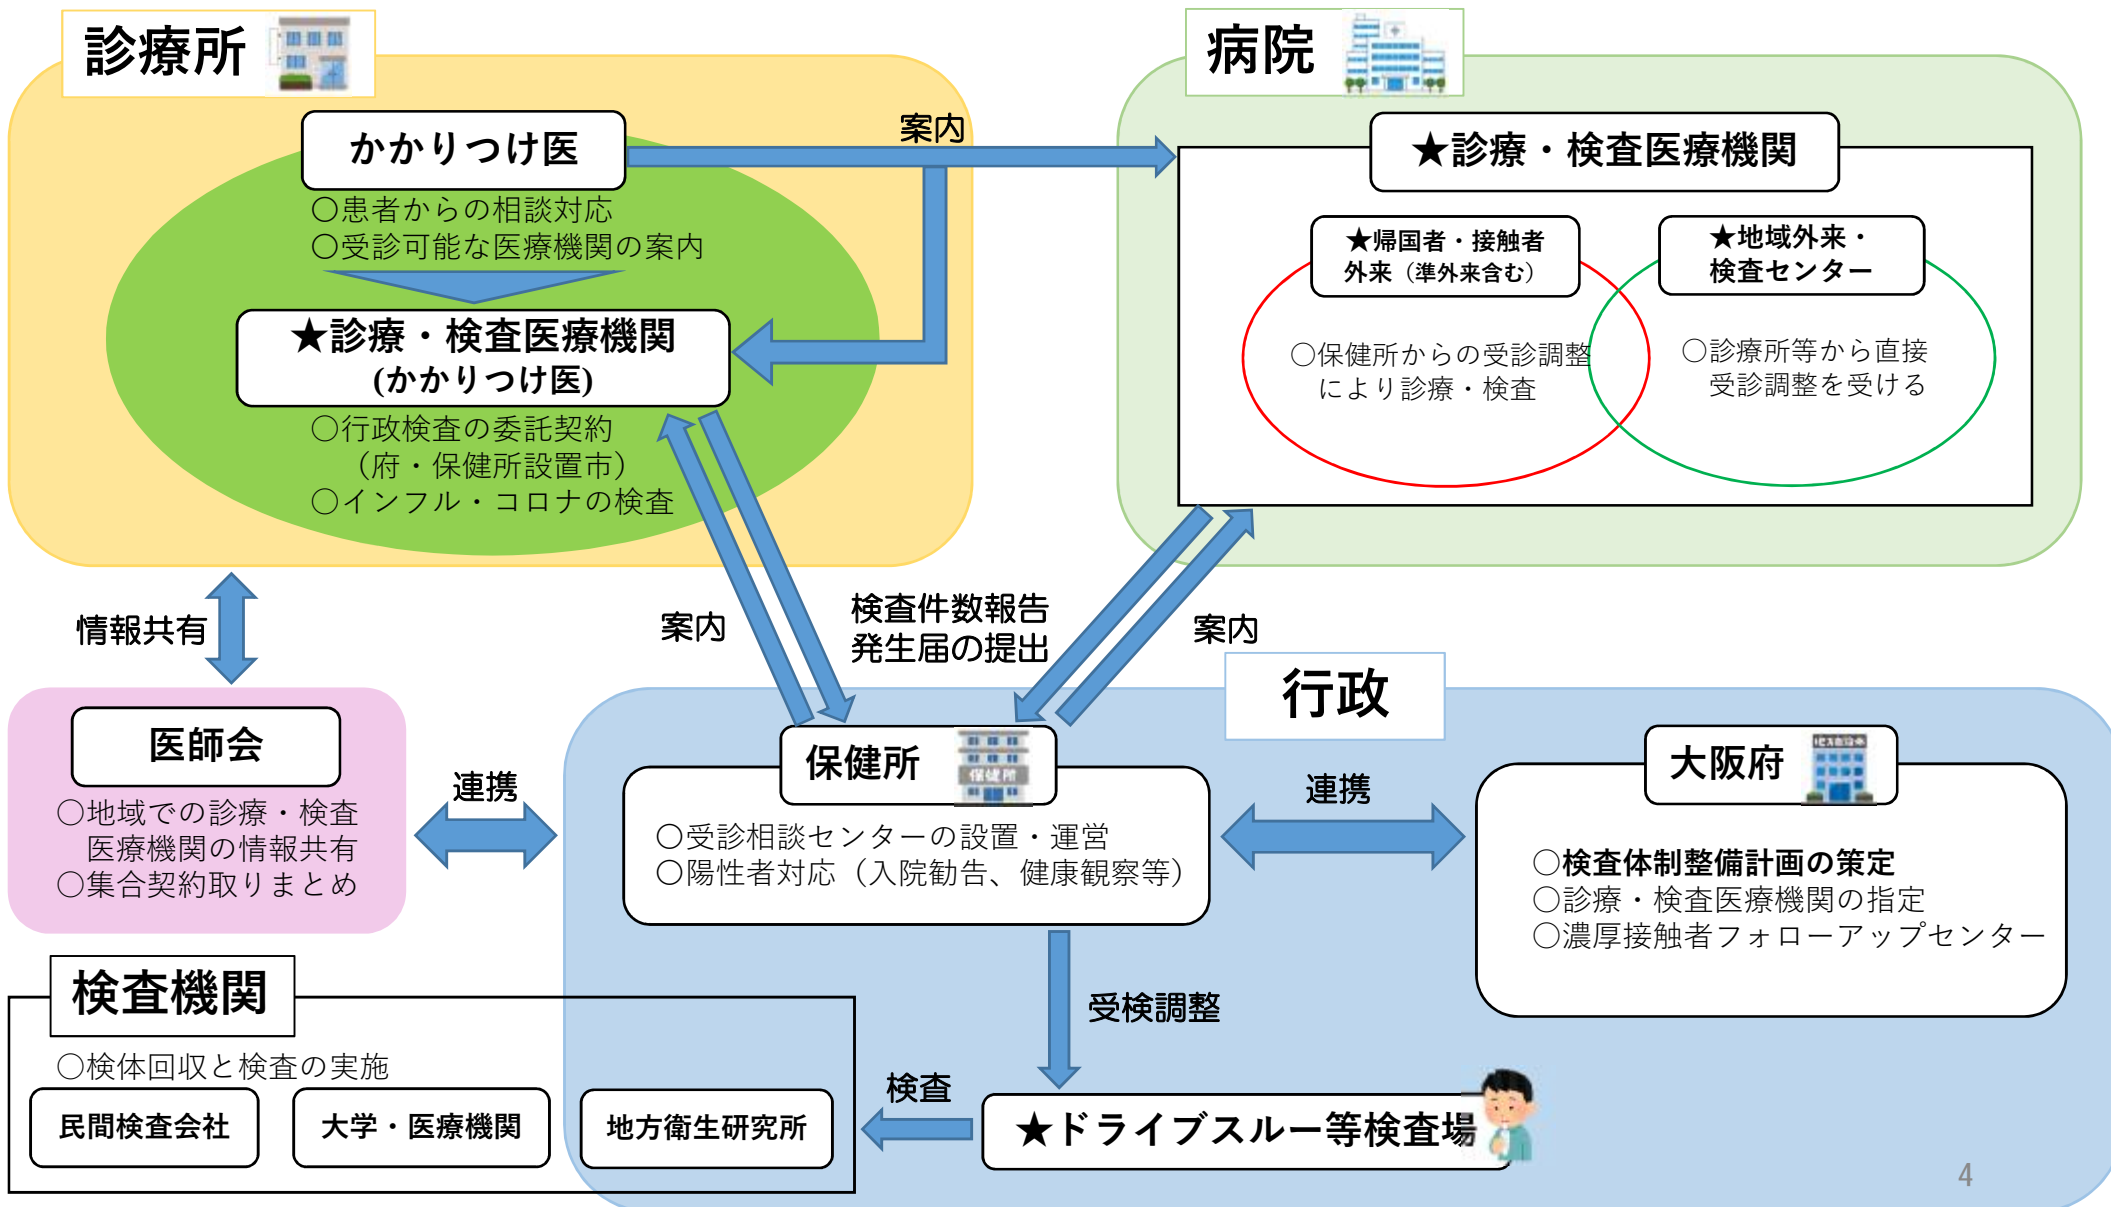 診療所
かかりつけ医
○患者からの相談対応
○受診可能な医療機関の案内
★診療・検査医療機関
(かかりつけ医)
○行政検査の委託契約
（府・保健所設置市）
○インフル・コロナの検査
案内
病院
★診療・検査医療機関
★帰国者・接触者
外来（準外来含む）
○保健所からの受診調整
により診療・検査
★地域外来・
検査センター
○診療所等から直接
受診調整を受ける
情報共有
案内
検査件数報告
発生届の提出
案内
医師会
○地域での診療・検査
医療機関の情報共有
○集合契約取りまとめ
連携
行政
保健所
保健所
○受診相談センターの設置・運営
○陽性者対応（入院勧告、健康観察等）
連携
大阪府
○検査体制整備計画の策定
○診療・検査医療機関の指定
○濃厚接触者フォローアップセンター
受検調整
★ドライブスルー等検査場
検査
検査機関
○検体回収と検査の実施
民間検査会社
大学・医療機関
地方衛生研究所
4